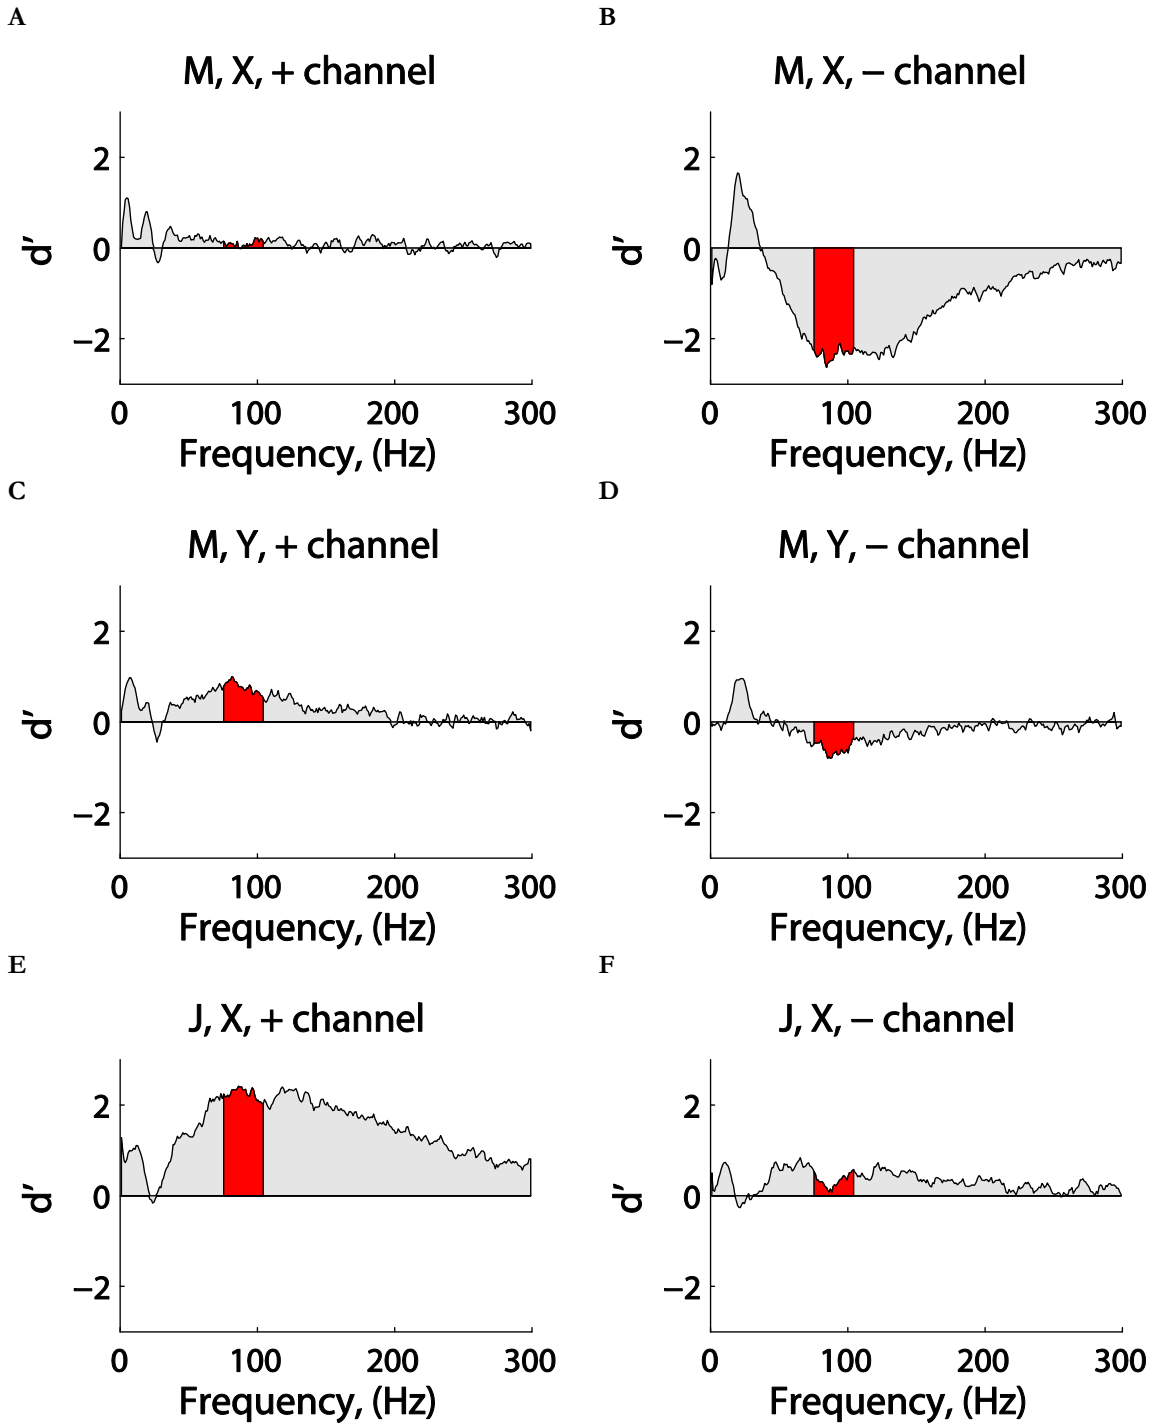 A
M, X, + channel
2
0
−2
d′
0 100 200 300
Frequency, (Hz)
B
M, X, − channel
2
0
−2
d′
0 100 200 300
Frequency, (Hz)
C
M, Y, + channel
2
0
−2
d′
0 100 200 300
Frequency, (Hz)
D
M, Y, − channel
2
0
−2
d′
0 100 200 300
Frequency, (Hz)
E
J, X, + channel
2
0
−2
d′
0 100 200 300
Frequency, (Hz)
F
J, X, − channel
2
0
−2
d′
0 100 200 300
Frequency, (Hz)